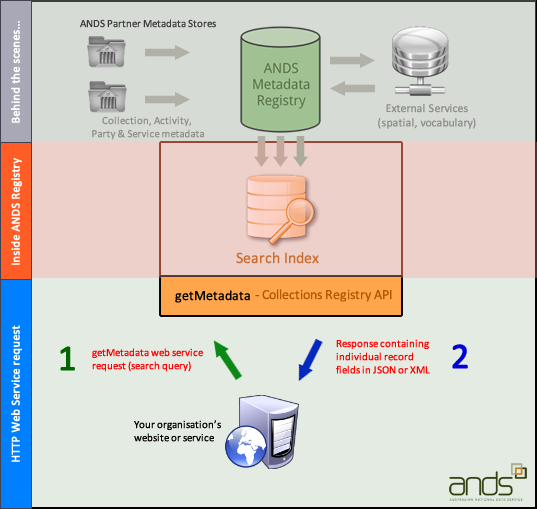 Behind the scenes...
ANDS Partner Metadata Stores
Collection, Activity,
Party & Service metadata
ANDS
Metadata
Registry
External Services
(spatial, vocabulary)
Inside ANDS Registry
Search Index
getMetadata - Collections Registry API
HTTP Web Service request
1
getMetadata web service
request (search query)
Response containing
individual record
fields in JSON or XML
2
Your organisation's
website or service
ands
AUSTRALIAN NATIONAL DATA SERVICE